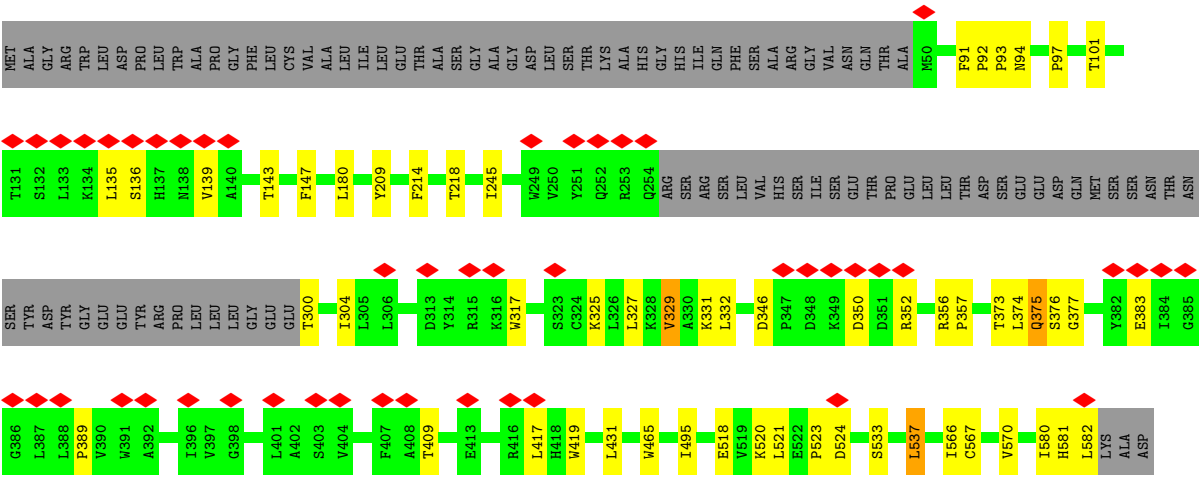 MET ALA GLY ARG TRP LEU ASP PRO LEU TRP ALA PRO GLY PHE LEU CYS VAL ALA LEU ILE LEU GLU THR ALA SER GLY ALA GLY ASP LEU SER THR LYS ALA HIS GLY HIS ILE GLN PHE SER ALA ARG GLY VAL ASN GLN THR ALA M50 F91 P92 P93 N94 P97 T101
T131 S132 L133 K134 L135 S136 H137 N138 V139 A140 T143 F147 L180 Y209 F214 T218 I245 W249 V250 Y251 Q252 R253 Q254 ARG SER ARG SER LEU VAL HIS SER ILE SER GLU THR PRO GLU LEU LEU THR ASP SER GLU GLU ASP GLN MET SER SER ASN THR ASN
SER TYR ASP TYR GLY GLU GLU TYR ARG PRO LEU LEU LEU GLY GLU GLU T300 I304 L305 L306 D313 Y314 R315 K316 W317 S323 C324 K325 L326 L327 K328 V329 A330 K331 L332 D346 P347 D348 K349 D350 D351 R352 R356 P357 T373 L374 Q375 S376 G377 Y382 E383 I384 G385
G386 L387 L388 P389 V390 W391 A392 I396 V397 G398 L401 A402 S403 V404 F407 A408 T409 E413 R416 L417 H418 W419 L431 W465 I495 E518 V519 K520 L521 E522 P523 D524 S533 L537 I566 C567 V570 I580 H581 L582 LYS ALA ASP